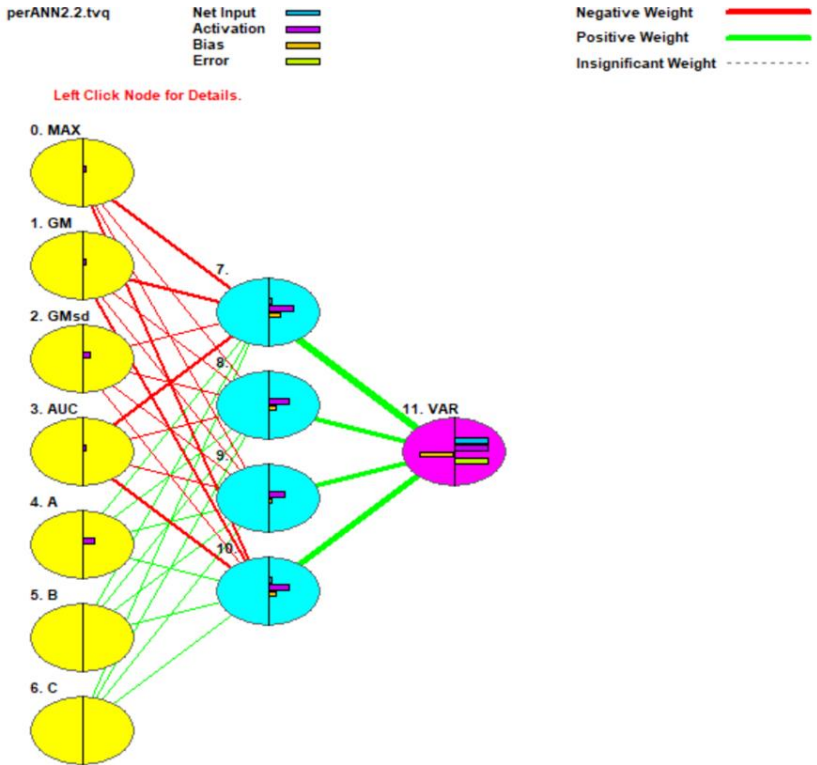 perANN2.2.tvq
Net Input
Activation
Bias
Error
Negative Weight
Positive Weight
Insignificant Weight
Left Click Node for Details.
0. MAX
1. GM
7.
2. GMsd
8.
3. AUC
11. VAR
9.
4. A
10.
5. B
6. C